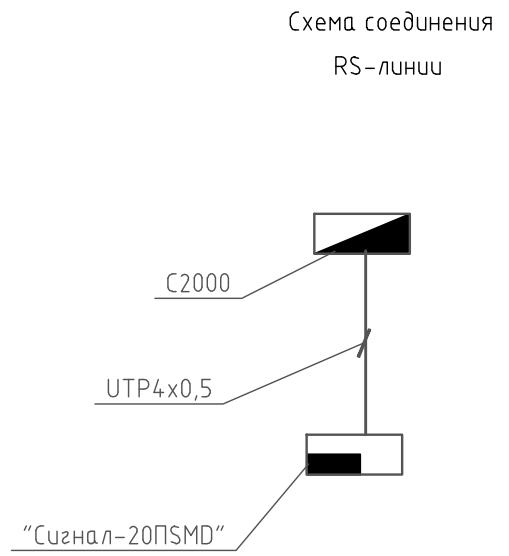 Схема соединения
RS-линии
С2000
UTP4x0,5
"Сигнал-20ПSMD"